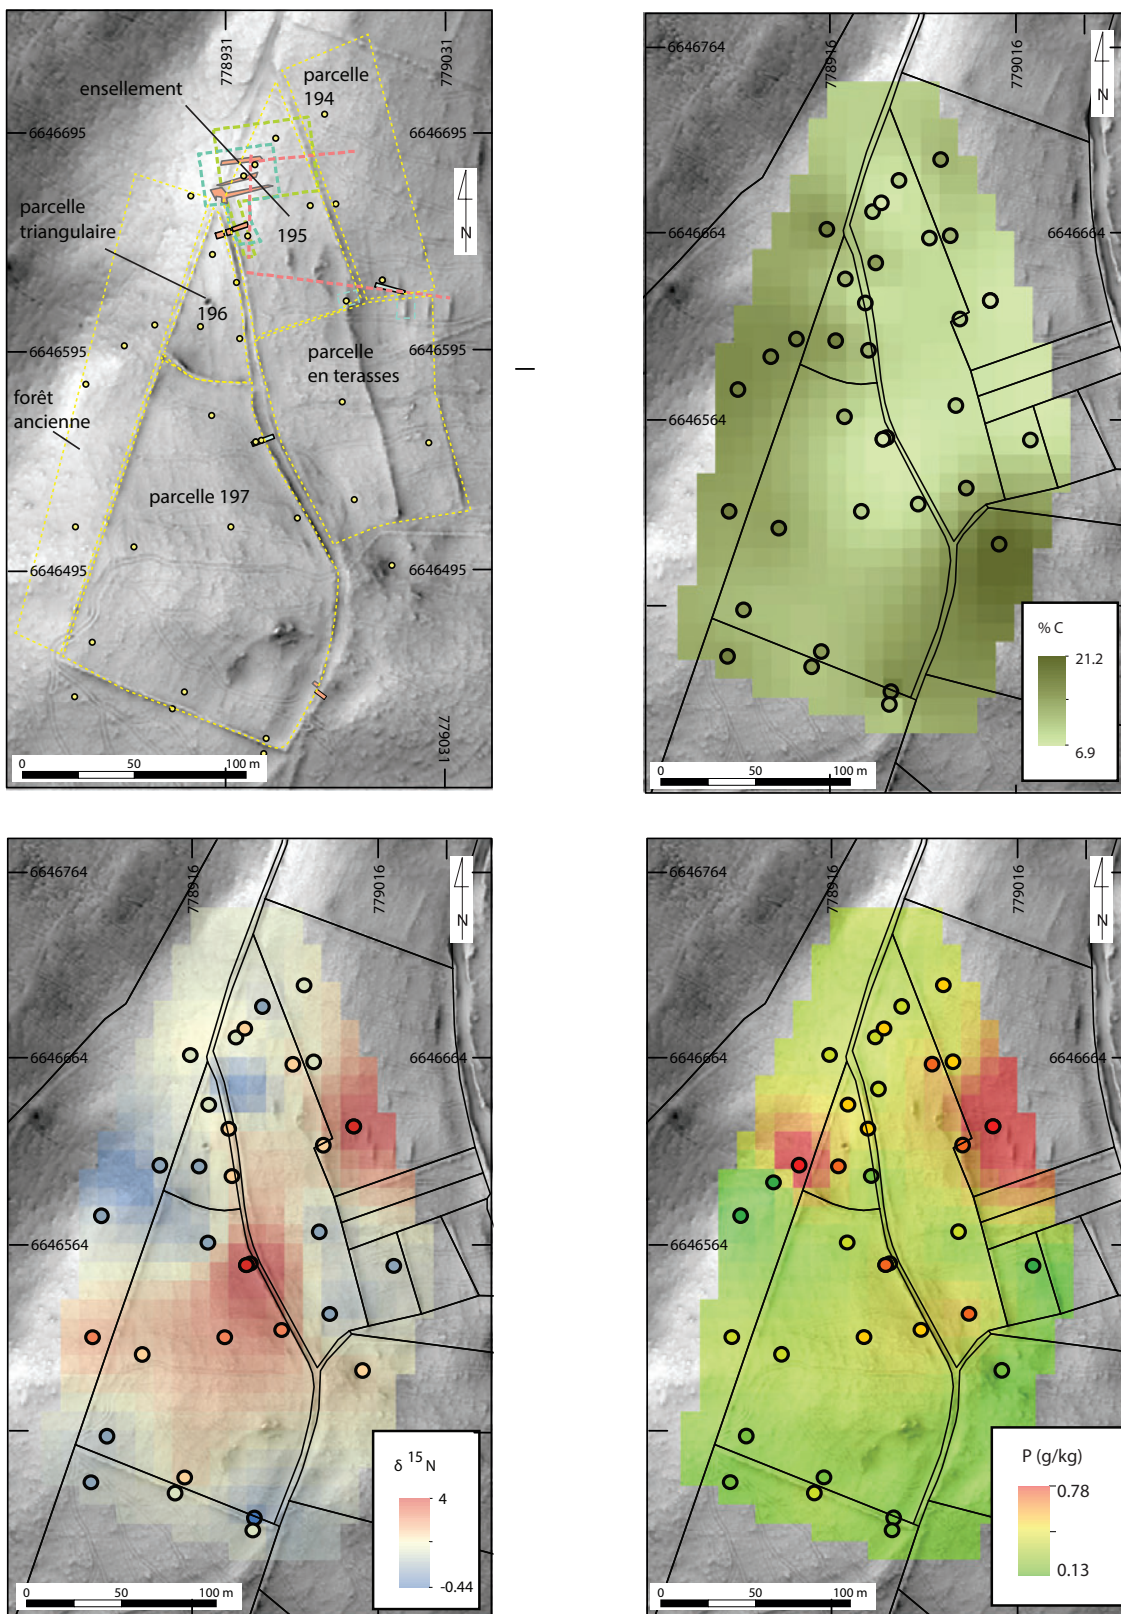 778931
779031
parcelle
194
ensellement
6646695
6646695
parcelle
triangulaire
N
195
196
6646595
6646595
parcelle
en terasses
forêt
ancienne
parcelle 197
6646495
6646495
779031
0 50 100 m
6646764
778916
779016
N
6646664
6646664
6646564
% C
21.2
6.9
0 50 100 m
6646764
778916
779016
N
6646664
6646664
6646564
δ 15 N
4
-0.44
0 50 100 m
6646764
778916
779016
N
6646664
6646664
6646564
P (g/kg)
0.78
0.13
0 50 100 m